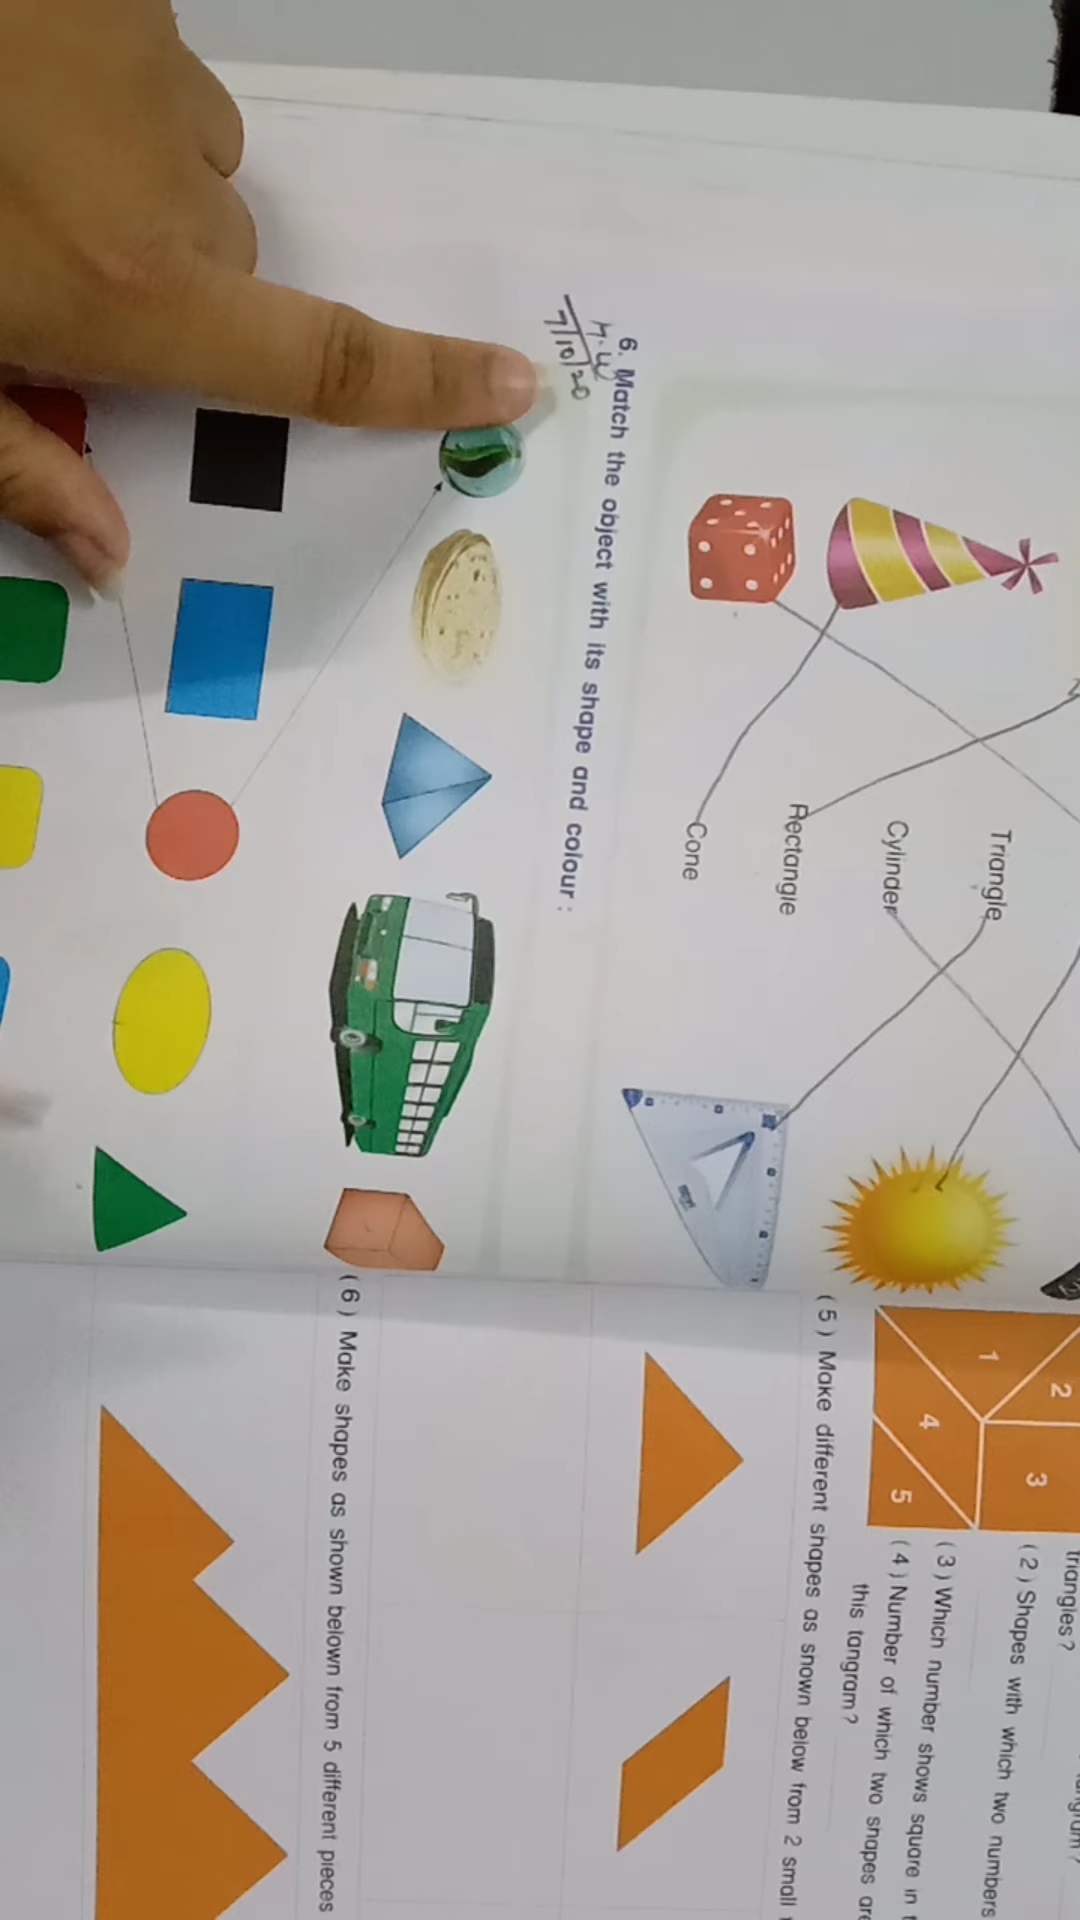 Triangle
Cylinder
Rectangle
Cone
6. Match the object with its shape and colour :
H.W
7/10/20
1
2
3
4
5
triangles?
(2) Shapes with which two numbers
(3) Which number shows square in t
(4) Number of which two shapes are
this tangram?
(5) Make different shapes as shown below from 2 small
(6) Make shapes as shown below from 5 different pieces